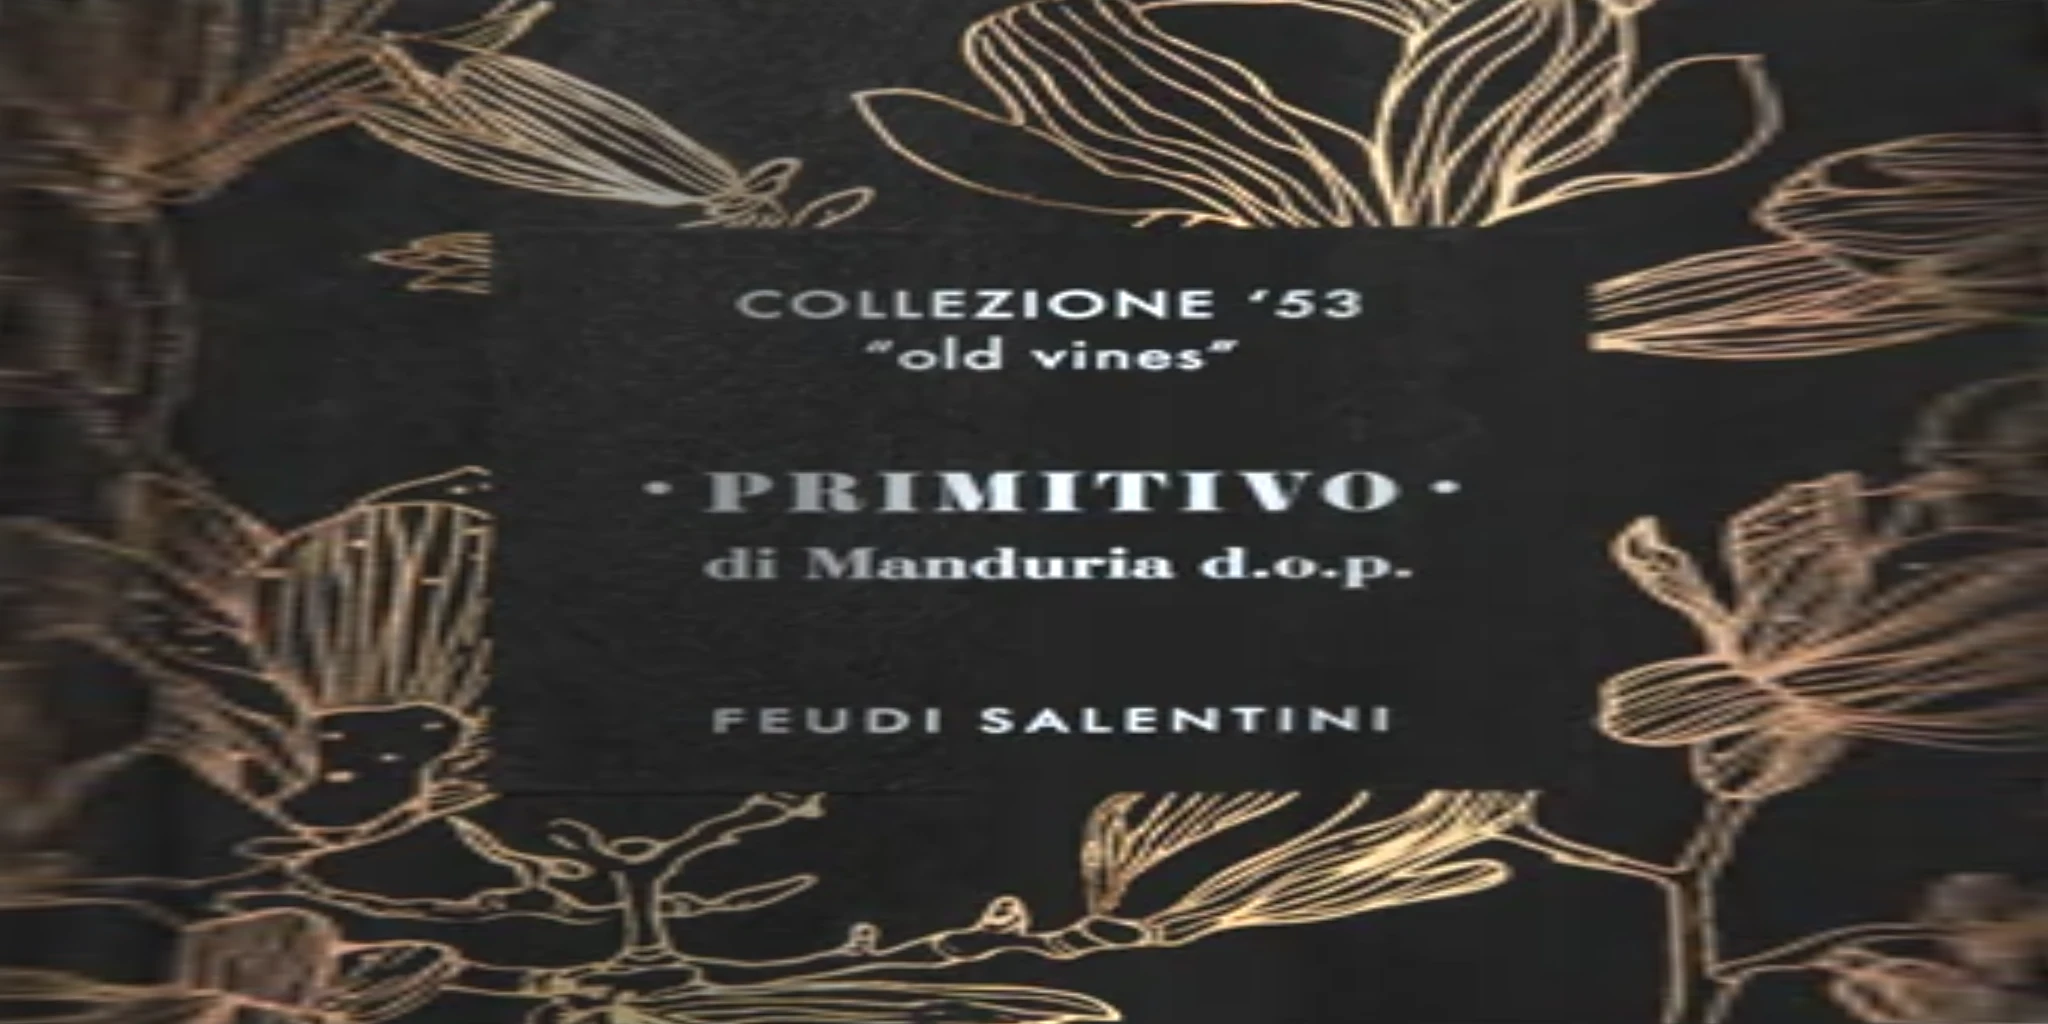 COLLEZIONE ‘53
“old vines”
• PRIMITIVO •
di Manduria d.o.p.
FEUDI SALENTINI